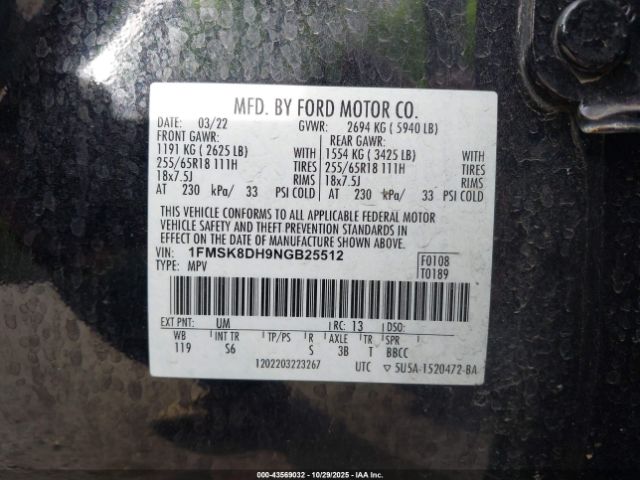 MFD. BY FORD MOTOR CO.
DATE: 03/22 GVWR: 2694 KG ( 5940 LB)
FRONT GAWR: REAR GAWR:
1191 KG ( 2625 LB) WITH 1554 KG ( 3425 LB) WITH
255/65R18 111H TIRES 255/65R18 111H TIRES
18x7.5J RIMS 18x7.5J RIMS
AT 230 kPa/ 33 PSI COLD AT 230 kPa/ 33 PSI COLD
THIS VEHICLE CONFORMS TO ALL APPLICABLE FEDERAL MOTOR
VEHICLE SAFETY AND THEFT PREVENTION STANDARDS IN
EFFECT ON THE DATE OF MANUFACTURE SHOWN ABOVE.
VIN: 1FMSK8DH9NGB25512 F0108
TYPE: MPV T0189
EXT PNT: UM RC: 13 DSO:
WB INT TR TP/PS R AXLE TR SPR
119 S6 S 3B T BBCC
1202203223267 UTC ▽ 5U5A-1520472-BA
000-43569032 - 10/29/2025 - IAA Inc.